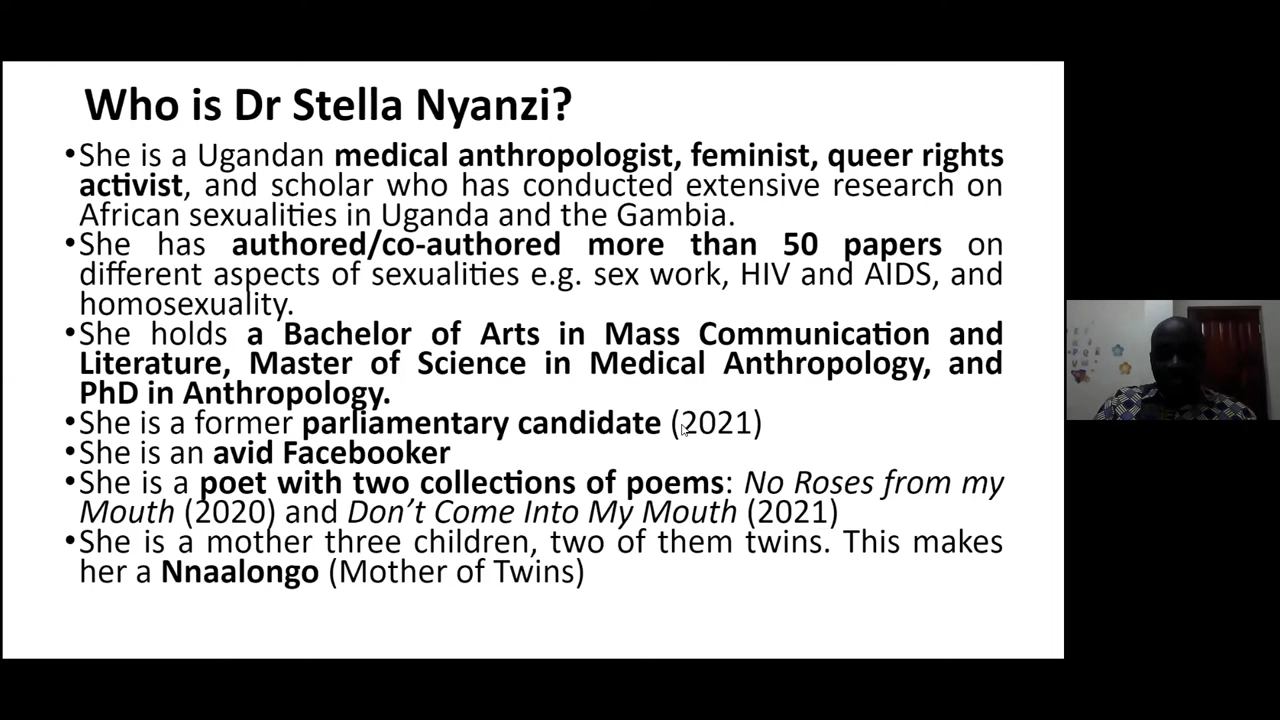 Who is Dr Stella Nyanzi?
•She is a Ugandan medical anthropologist, feminist, queer rights
activist, and scholar who has conducted extensive research on
African sexualities in Uganda and the Gambia.
•She has authored/co-authored more than 50 papers on
different aspects of sexualities e.g. sex work, HIV and AIDS, and
homosexuality.
•She holds a Bachelor of Arts in Mass Communication and
Literature, Master of Science in Medical Anthropology, and
PhD in Anthropology.
•She is a former parliamentary candidate (2021)
•She is an avid Facebooker
•She is a poet with two collections of poems: No Roses from my
Mouth (2020) and Don’t Come Into My Mouth (2021)
•She is a mother three children, two of them twins. This makes
her a Nnaalongo (Mother of Twins)